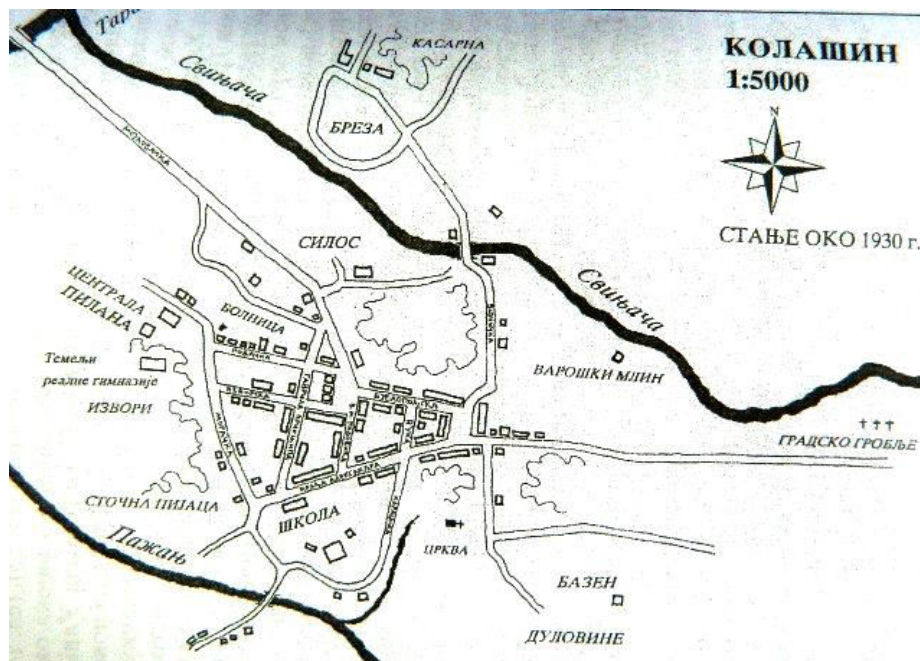 Тара
Свињача
КАСАРНА
КОЛАШИН
1:5000
N
БРЕЗА
СТАЊЕ ОКО 1930 г.
СИЛОС
Свињача
ЦЕНТРАЛА
ПИЛАНА
БОЛНИЦА
Темељи
реалне гимназије
ИЗВОРИ
ВАРОШКИ МЛИН
ГРАДСКО ГРОБЉЕ
СТОЧНА ПИЈАЦА
ШКОЛА
Пажањ
ЦРКВА
БАЗЕН
ДУЛОВИНЕ